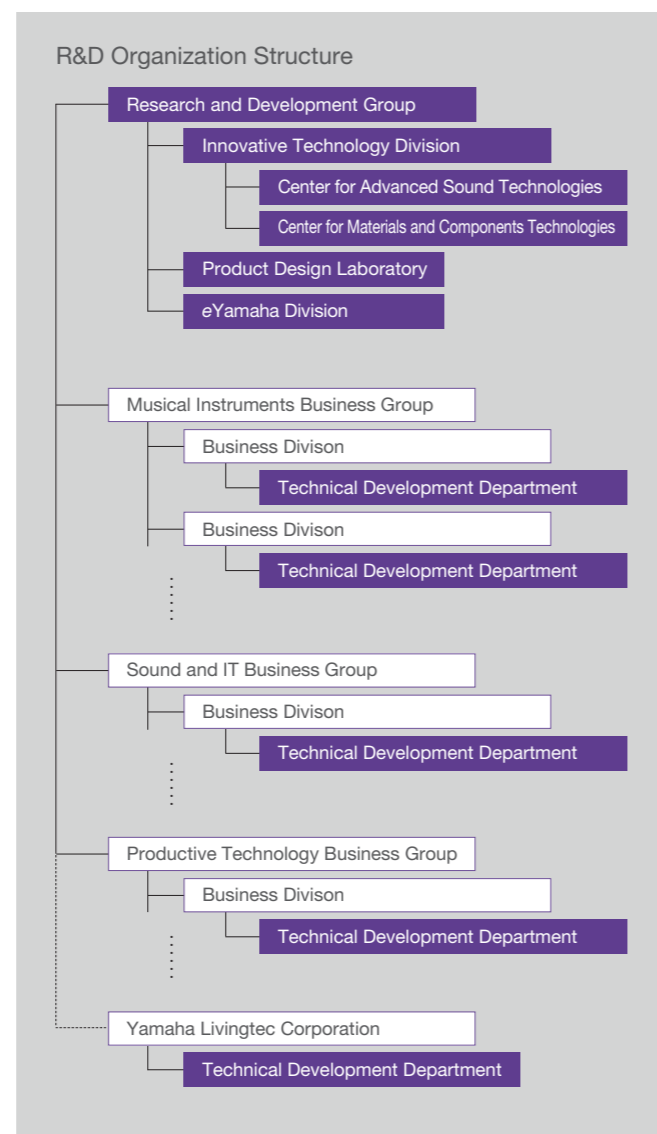 R&D Organization Structure
Research and Development Group
Innovative Technology Division
Center for Advanced Sound Technologies
Center for Materials and Components Technologies
Product Design Laboratory
eYamaha Division
Musical Instruments Business Group
Business Divison
Technical Development Department
Business Divison
Technical Development Department
Sound and IT Business Group
Business Divison
Technical Development Department
Productive Technology Business Group
Business Divison
Technical Development Department
Yamaha Livingtec Corporation
Technical Development Department